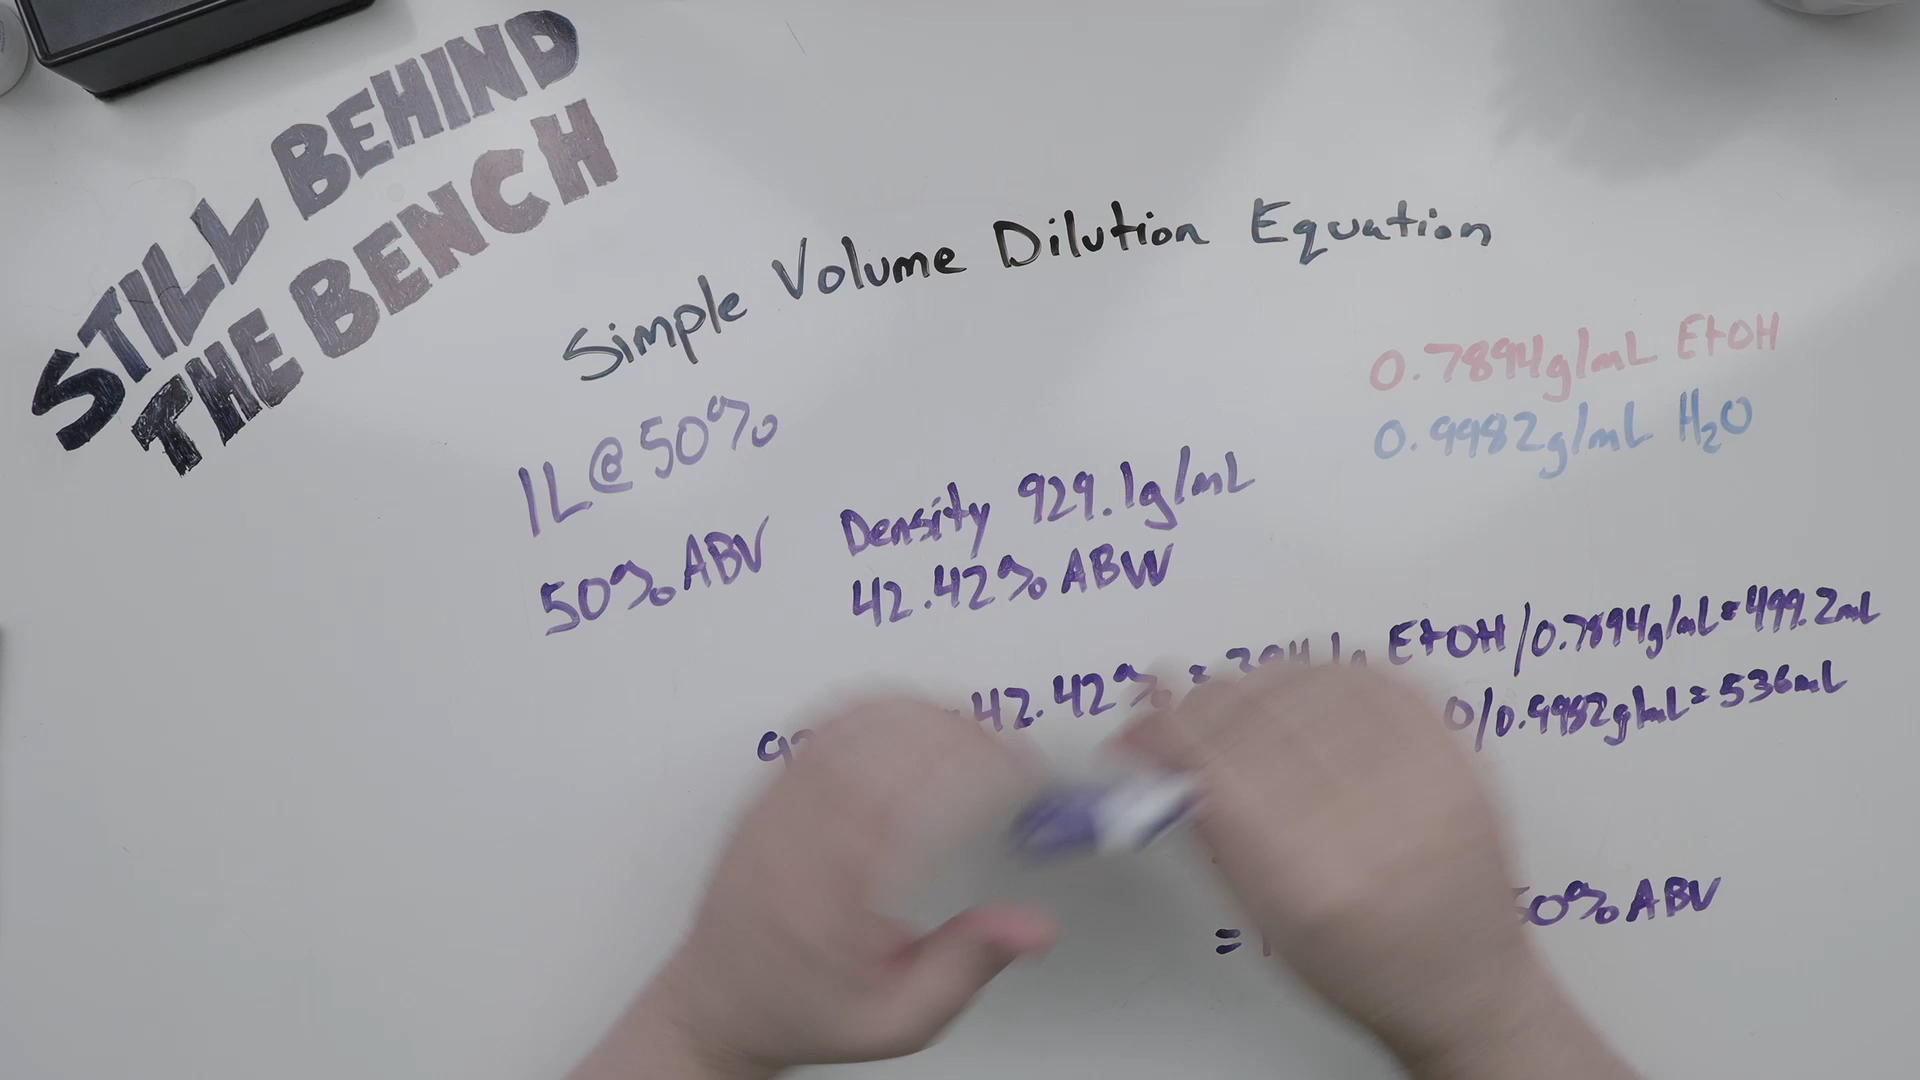 STILL BEHIND
THE BENCH
Simple Volume Dilution Equation
0.7894g/mL EtOH
0.9982g/mL H₂O
1L@50%
50%ABV
Density 929.1g/mL
42.42%ABW
42.42% = EtOH/0.7894g/mL=499.2mL
O/0.9982g/mL=536mL
= 50%ABV